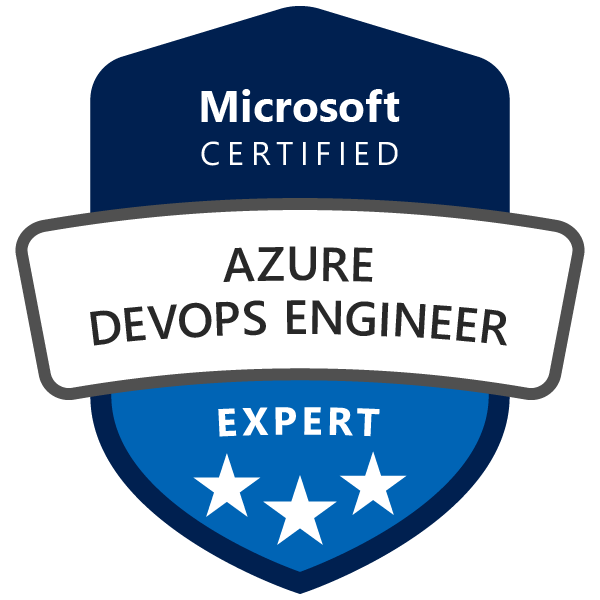 Microsoft
CERTIFIED
AZURE
DEVOPS ENGINEER
EXPERT